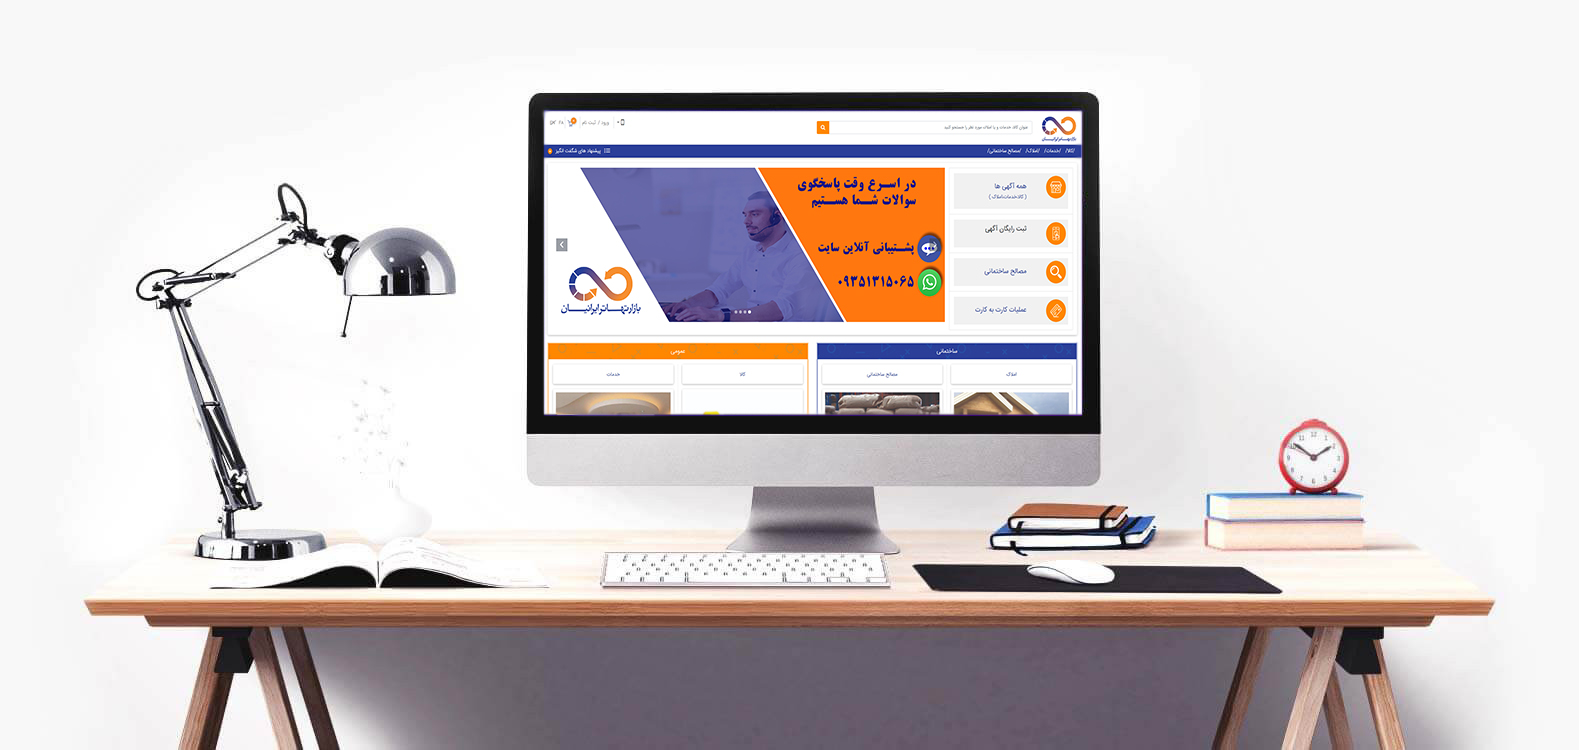 بازار تهاتر ایرانیان
عنوان کالا، خدمات و یا املاک مورد نظر را جستجو کنید
ورود / ثبت نام
کالا/ خدمات/ املاک/ مصالح ساختمانی/
پیشنهاد های شگفت انگیز
همه آگهی ها
( کالا،خدمات،املاک )
ثبت رایگان آگهی
مصالح ساختمانی
عملیات کارت به کارت
در اسرع وقت پاسخگوی
سوالات شما هستیم
پشتیبانی آنلاین سایت
۰۹۳۵۱۳۱۵۰۶۵
بازار تهاتر ایرانیان
ساختمانی
عمومی
املاک
مصالح ساختمانی
کالا
خدمات